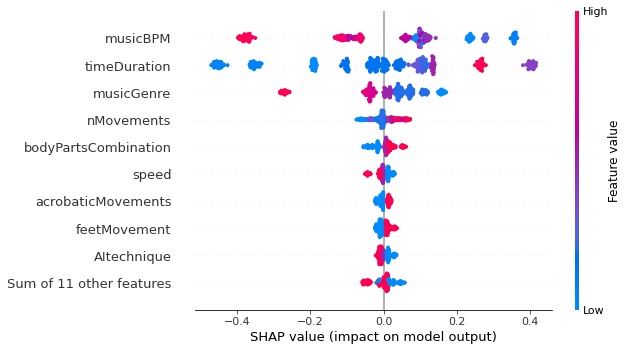 High
musicBPM
timeDuration
musicGenre
nMovements
bodyPartsCombination
speed
acrobaticMovements
feetMovement
AItechnique
Sum of 11 other features
Feature value
Low
−0.4 −0.2 0.0 0.2 0.4
SHAP value (impact on model output)